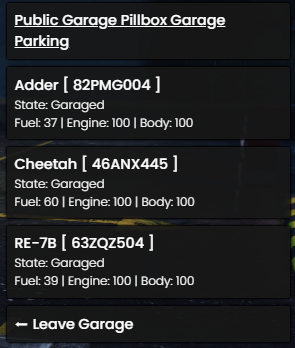 Public Garage Pillbox Garage
Parking
Adder [ 82PMG004 ]
State: Garaged
Fuel: 37 | Engine: 100 | Body: 100
Cheetah [ 46ANX445 ]
State: Garaged
Fuel: 60 | Engine: 100 | Body: 100
RE-7B [ 63ZQZ504 ]
State: Garaged
Fuel: 39 | Engine: 100 | Body: 100
← Leave Garage